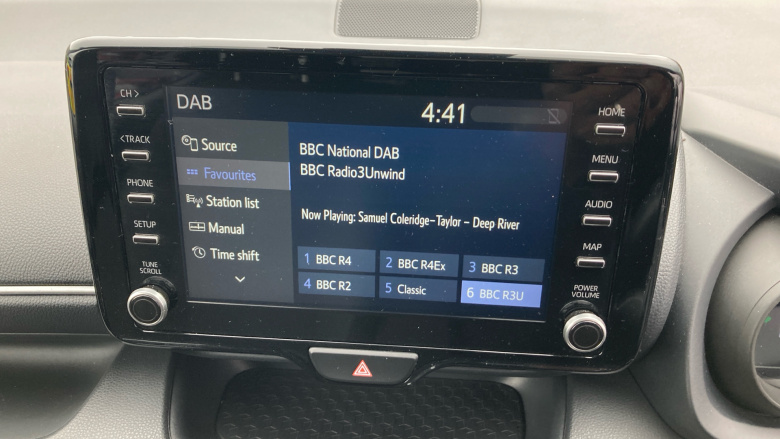 CH >
<TRACK
PHONE
SETUP
TUNE
SCROLL
DAB
4:41
Source
Favourites
Station list
Manual
Time shift
BBC National DAB
BBC Radio3Unwind
Now Playing: Samuel Coleridge-Taylor - Deep River
1 BBC R4 2 BBC R4Ex 3 BBC R3
4 BBC R2 5 Classic 6 BBC R3U
HOME
MENU
AUDIO
MAP
POWER
VOLUME